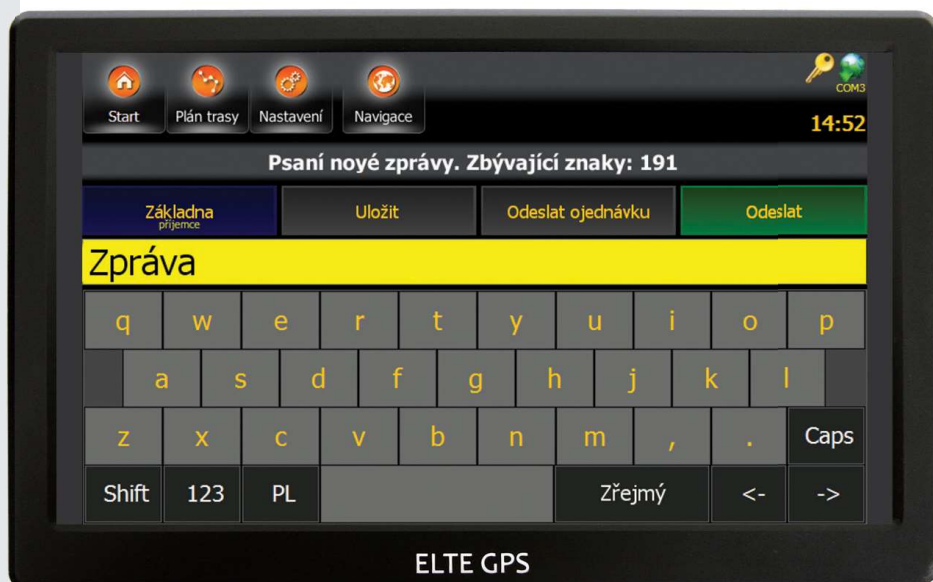 COM3
Start Plán trasy Nastavení Navigace
14:52
Psaní noyé zprávy. Zbývající znaky: 191
Základna Uložit Odeslat ojednávku Odeslat
příjemce
Zpráva
q w e r t y u i o p
a s d f g h j k l
z x c v b n m , . Caps
Shift 123 PL Zřejmý <- ->
ELTE GPS